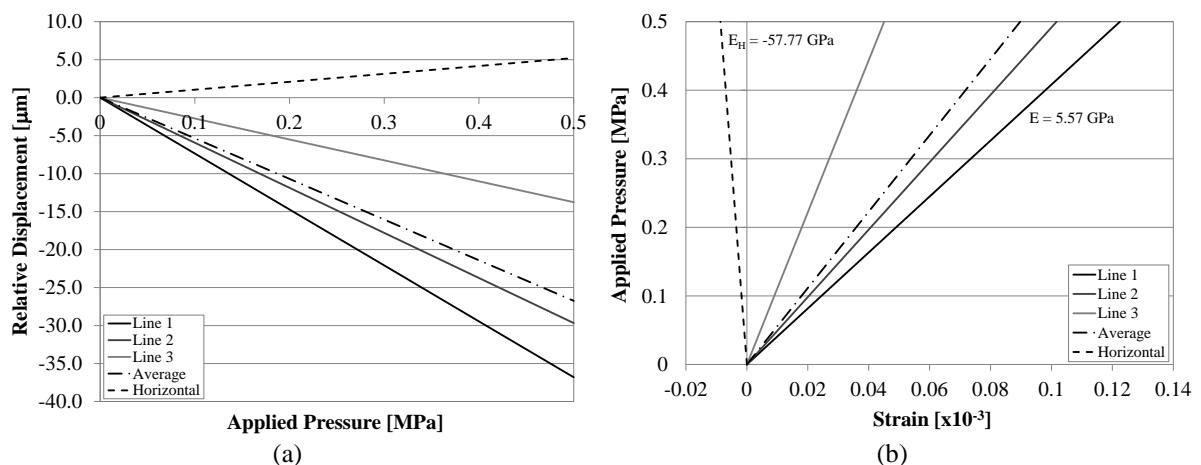 10.0
5.0
0.0
-5.0
-10.0
-15.0
-20.0
-25.0
-30.0
-35.0
-40.0
0
0.1
0.2
0.3
0.4
0.5
Relative Displacement [µm]
Applied Pressure [MPa]
Line 1
Line 2
Line 3
Average
Horizontal
(a)
0.5
0.4
0.3
0.2
0.1
0
Applied Pressure [MPa]
E_H = -57.77 GPa
E = 5.57 GPa
Line 1
Line 2
Line 3
Average
Horizontal
-0.02
0
0.02
0.04
0.06
0.08
0.1
0.12
0.14
Strain [x10⁻³]
(b)